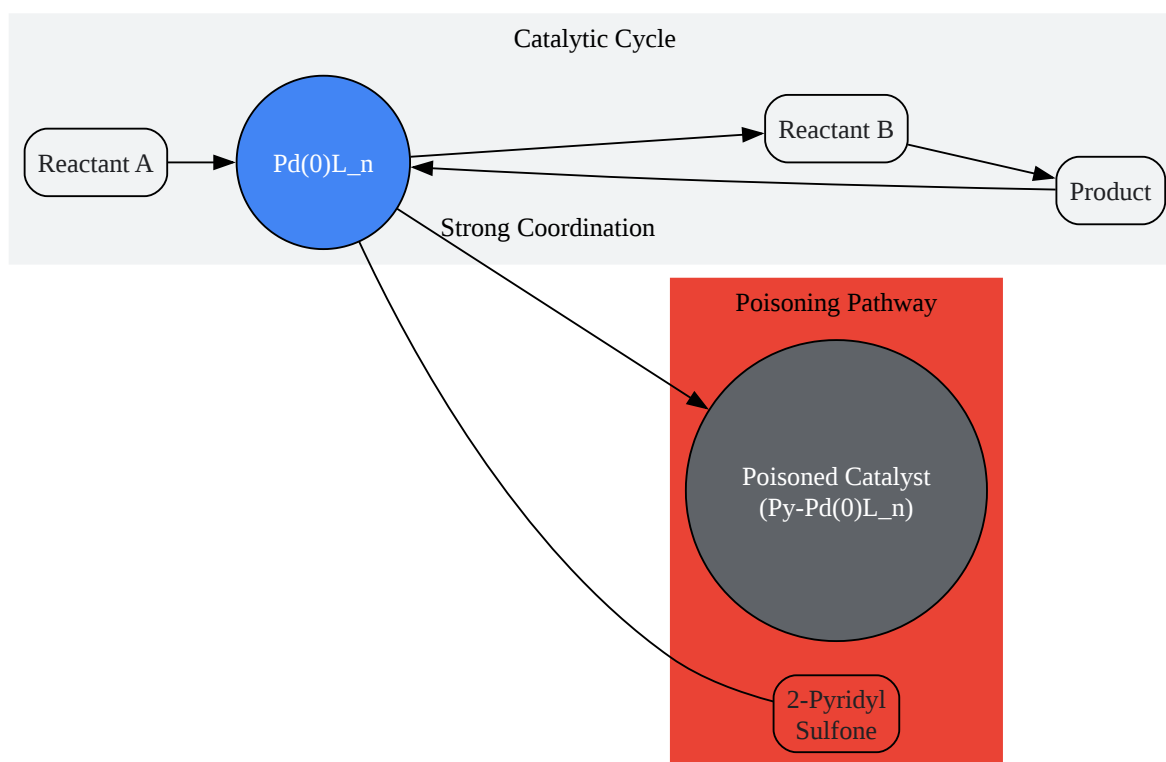 Catalytic Cycle
Reactant A
Pd(0)L_n
Reactant B
Product
Strong Coordination
Poisoning Pathway
Poisoned Catalyst
(Py-Pd(0)L_n)
2-Pyridyl
Sulfone